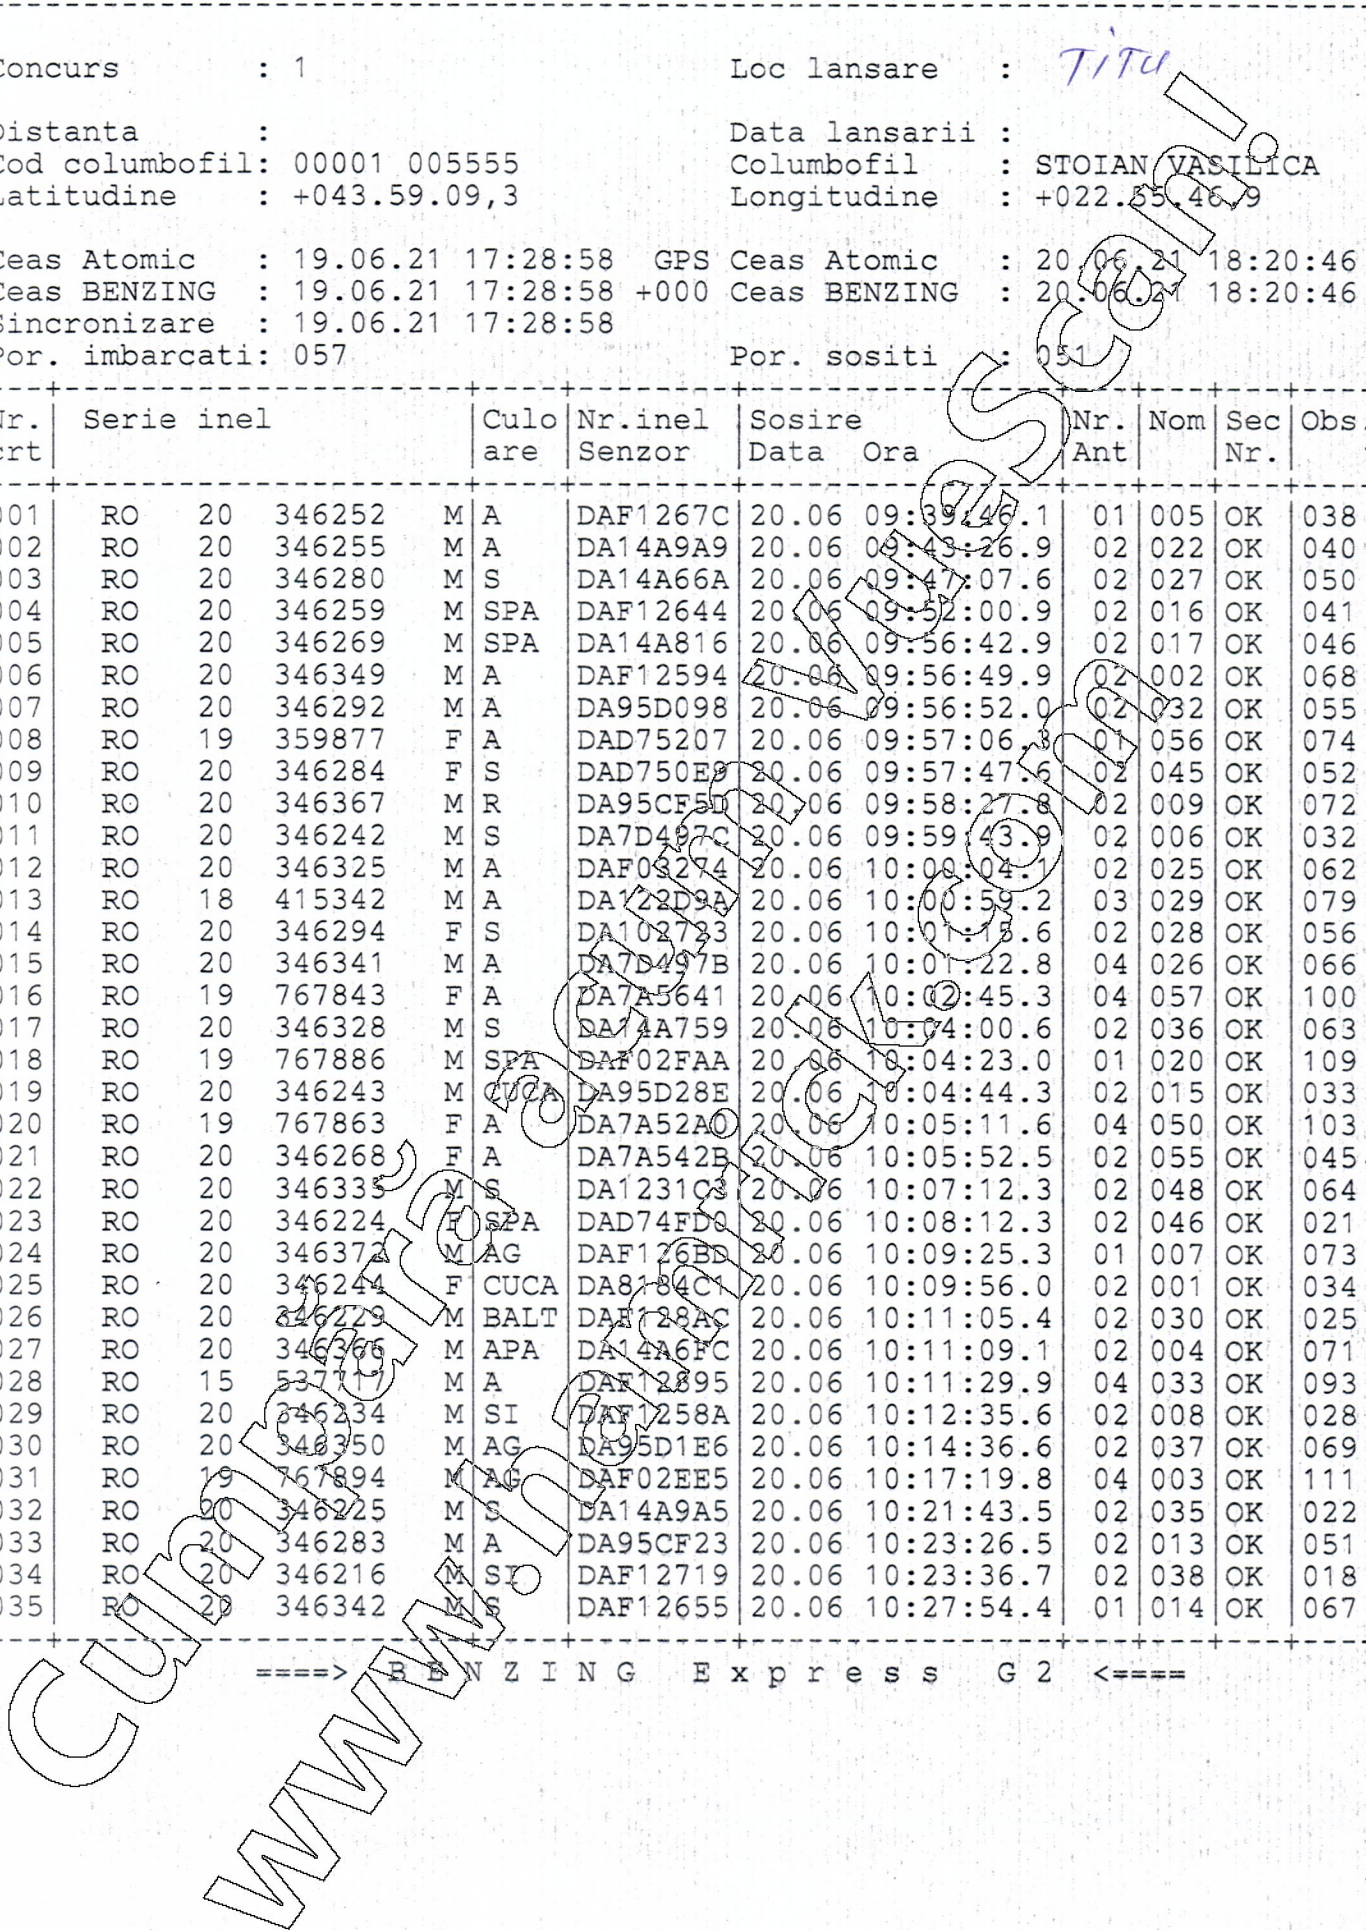 Concurs : 1 Loc lansare : TiTu
Distanta : Data lansarii :
Cod columbofil: 00001 005555 Columbofil : STOIAN VASILICA
Latitudine : +043.59.09,3 Longitudine : +022.55.46,9
Ceas Atomic : 19.06.21 17:28:58 GPS Ceas Atomic : 20.06.21 18:20:46
Ceas BENZING : 19.06.21 17:28:58 +000 Ceas BENZING : 20.06.21 18:20:46
Sincronizare : 19.06.21 17:28:58
Por. imbarcati: 057 Por. sositi : 051
Nr. Serie inel Culo Nr.inel Sosire Nr. Nom Sec Obs.
crt are Senzor Data Ora Ant Nr.
001 RO 20 346252 M A DAF1267C 20.06 09:39:46.1 01 005 OK 038
002 RO 20 346255 M A DA14A9A9 20.06 09:43:26.9 02 022 OK 040
003 RO 20 346280 M S DA14A66A 20.06 09:47:07.6 02 027 OK 050
004 RO 20 346259 M SPA DAF12644 20.06 09:52:00.9 02 016 OK 041
005 RO 20 346269 M SPA DA14A816 20.06 09:56:42.9 02 017 OK 046
006 RO 20 346349 M A DAF12594 20.06 09:56:49.9 02 002 OK 068
007 RO 20 346292 M A DA95D098 20.06 09:56:52.0 02 032 OK 055
008 RO 19 359877 F A DAD75207 20.06 09:57:06.3 01 056 OK 074
009 RO 20 346284 F S DAD750E9 20.06 09:57:47.6 02 045 OK 052
010 RO 20 346367 M R DA95CF5D 20.06 09:58:27.8 02 009 OK 072
011 RO 20 346242 M S DA7D497C 20.06 09:59:43.9 02 006 OK 032
012 RO 20 346325 M A DAF03274 20.06 10:00:04.1 02 025 OK 062
013 RO 18 415342 M A DA122D9A 20.06 10:00:59.2 03 029 OK 079
014 RO 20 346294 F S DA102723 20.06 10:01:15.6 02 028 OK 056
015 RO 20 346341 M A DA7D497B 20.06 10:01:22.8 04 026 OK 066
016 RO 19 767843 F A DA7A5641 20.06 10:02:45.3 04 057 OK 100
017 RO 20 346328 M S DA14A759 20.06 10:04:00.6 02 036 OK 063
018 RO 19 767886 M SPA DAF02FAA 20.06 10:04:23.0 01 020 OK 109
019 RO 20 346243 M CUCA DA95D28E 20.06 10:04:44.3 02 015 OK 033
020 RO 19 767863 F A DA7A52A0 20.06 10:05:11.6 04 050 OK 103
021 RO 20 346268 F A DA7A542B 20.06 10:05:52.5 02 055 OK 045
022 RO 20 346335 M S DA1231C3 20.06 10:07:12.3 02 048 OK 064
023 RO 20 346224 F SPA DAD74FD0 20.06 10:08:12.3 02 046 OK 021
024 RO 20 346372 M AG DAF126BD 20.06 10:09:25.3 01 007 OK 073
025 RO 20 346244 F CUCA DA8184C1 20.06 10:09:56.0 02 001 OK 034
026 RO 20 346229 M BALT DAF128AC 20.06 10:11:05.4 02 030 OK 025
027 RO 20 346366 M APA DA14A6FC 20.06 10:11:09.1 02 004 OK 071
028 RO 15 537717 M A DAF12895 20.06 10:11:29.9 04 033 OK 093
029 RO 20 346234 M SI DAF1258A 20.06 10:12:35.6 02 008 OK 028
030 RO 20 346350 M AG DA95D1E6 20.06 10:14:36.6 02 037 OK 069
031 RO 19 767894 M AG DAF02EE5 20.06 10:17:19.8 04 003 OK 111
032 RO 20 346225 M S DA14A9A5 20.06 10:21:43.5 02 035 OK 022
033 RO 20 346283 M A DA95CF23 20.06 10:23:26.5 02 013 OK 051
034 RO 20 346216 M SI DAF12719 20.06 10:23:36.7 02 038 OK 018
035 RO 20 346342 M S DAF12655 20.06 10:27:54.4 01 014 OK 067
====> B E N Z I N G E x p r e s s G 2 <====
Cumpără acum VueScan!
www.hamrick.com